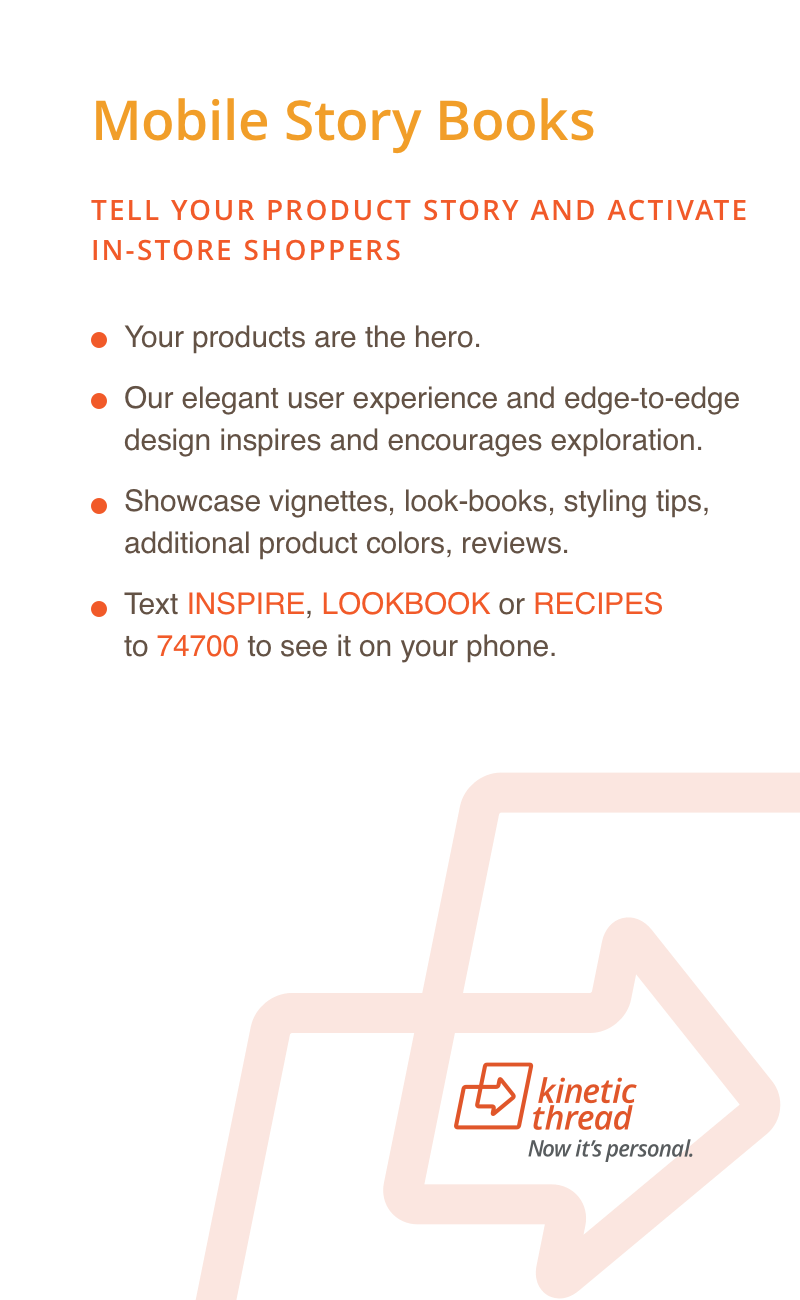 Mobile Story Books
TELL YOUR PRODUCT STORY AND ACTIVATE
IN-STORE SHOPPERS
Your products are the hero.
Our elegant user experience and edge-to-edge
design inspires and encourages exploration.
Showcase vignettes, look-books, styling tips,
additional product colors, reviews.
Text INSPIRE, LOOKBOOK or RECIPES
to 74700 to see it on your phone.
kinetic
thread
Now it's personal.